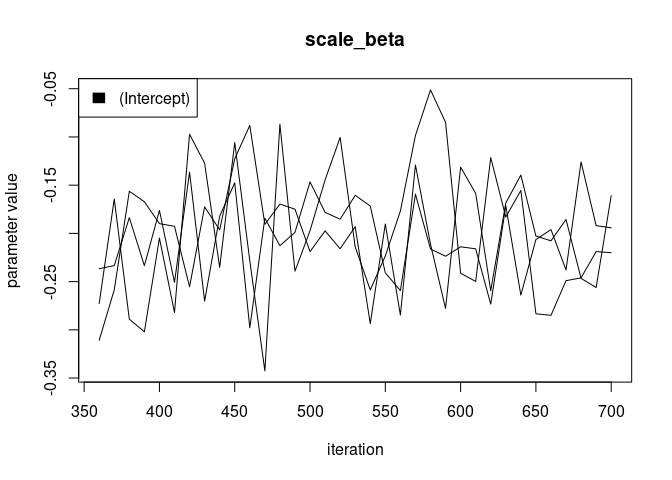 scale_beta
(Intercept)
parameter value
-0.05
-0.15
-0.25
-0.35
350 400 450 500 550 600 650 700
iteration